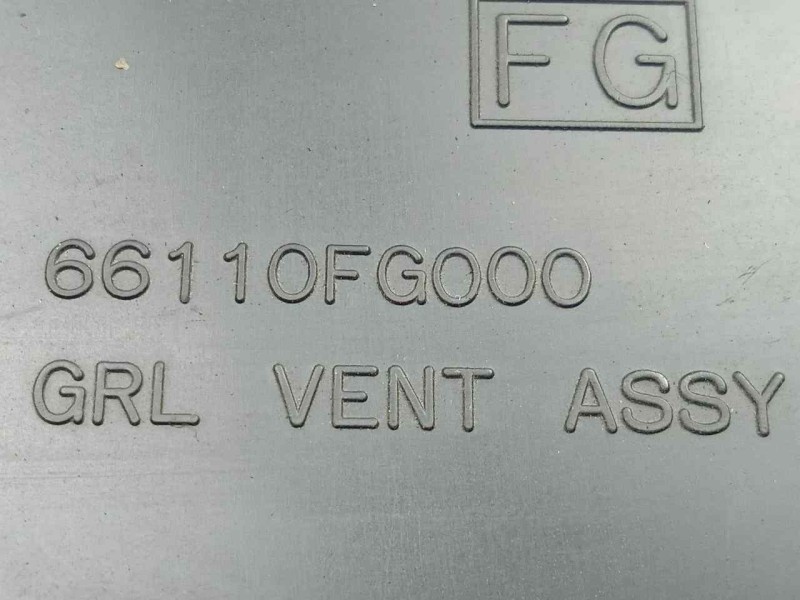 FG
66110FG000
GRL VENT ASSY